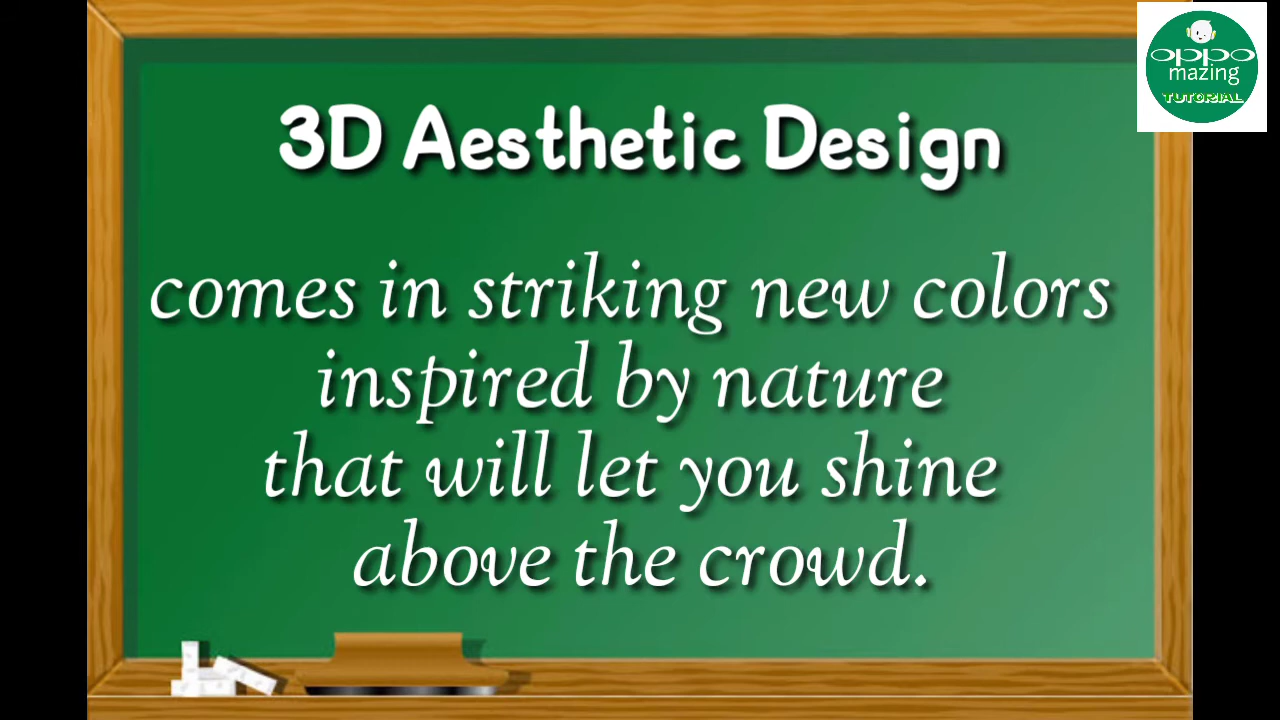 oppo
mazing
TUTORIAL
3D Aesthetic Design
comes in striking new colors
inspired by nature
that will let you shine
above the crowd.